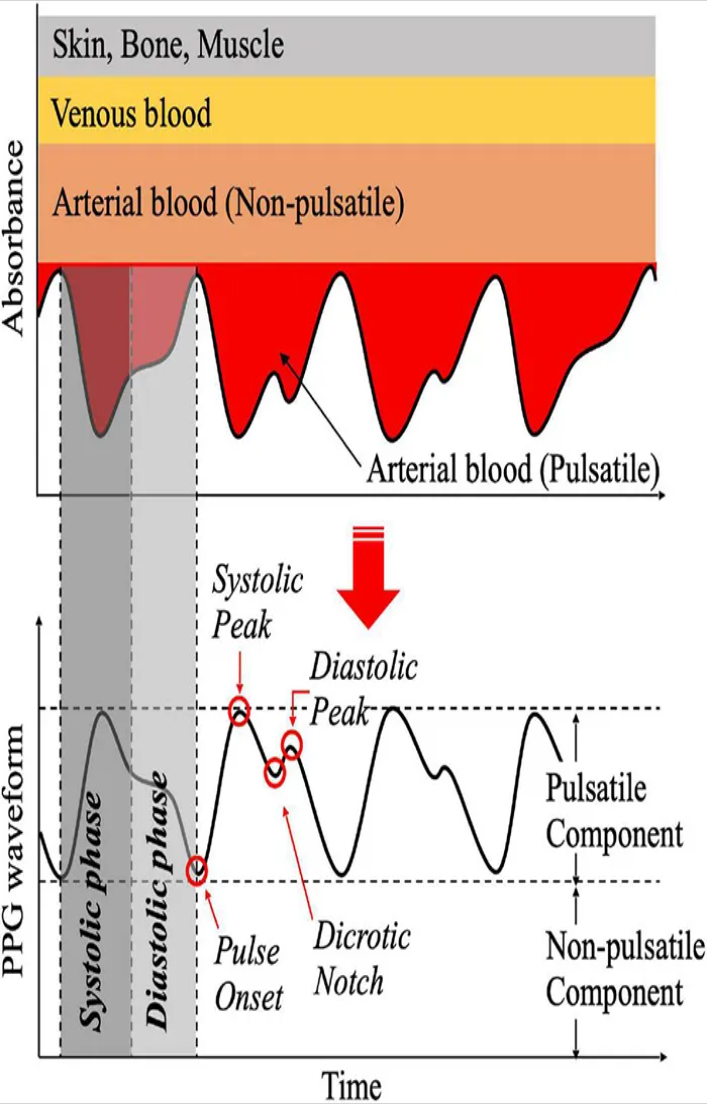 Absorbance
Skin, Bone, Muscle
Venous blood
Arterial blood (Non-pulsatile)
Arterial blood (Pulsatile)
PPG waveform
Systolic phase
Diastolic phase
Systolic
Peak
Diastolic
Peak
Pulse
Onset
Dicrotic
Notch
Pulsatile
Component
Non-pulsatile
Component
Time